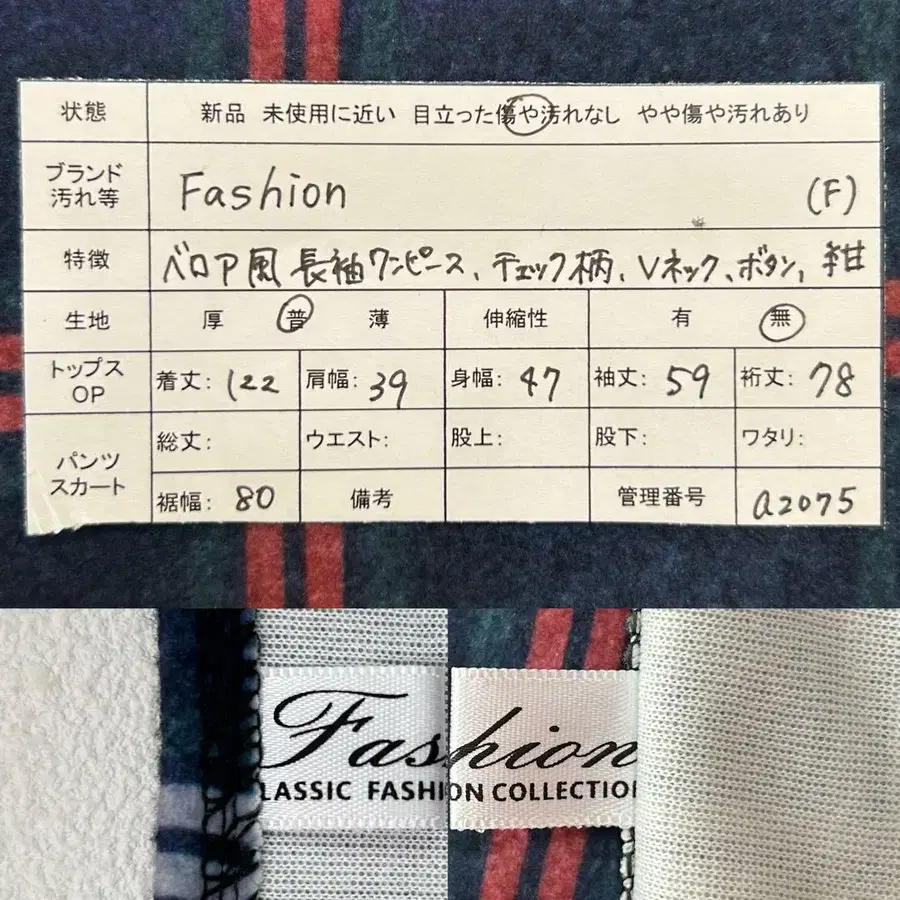 状態 新品 未使用に近い 目立った傷や汚れなし やや傷や汚れあり
ブランド
汚れ等
Fashion (F)
特徴 ベロア風長袖ワンピース、チェック柄、Vネック、ボタン、紺
生地 厚 普 薄 伸縮性 有 無
トップス
OP
着丈: 122 肩幅: 39 身幅: 47 袖丈: 59 裄丈: 78
パンツ
スカート
総丈: ウエスト: 股上: 股下: ワタリ:
裾幅: 80 備考 管理番号 a2075
Fashion
LASSIC FASHION COLLECTIO